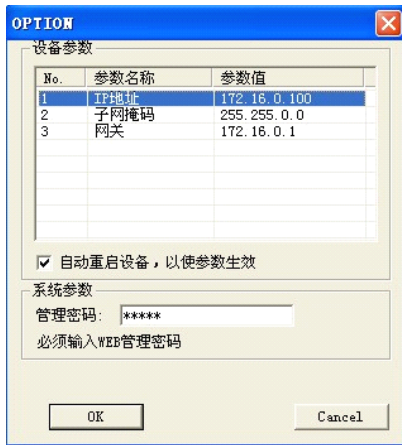 OPTION
设备参数
No. 参数名称 参数值
1 IP地址 172.16.0.100
2 子网掩码 255.255.0.0
3 网关 172.16.0.1
自动重启设备，以使参数生效
系统参数
管理密码: *****
必须输入WEB管理密码
OK Cancel